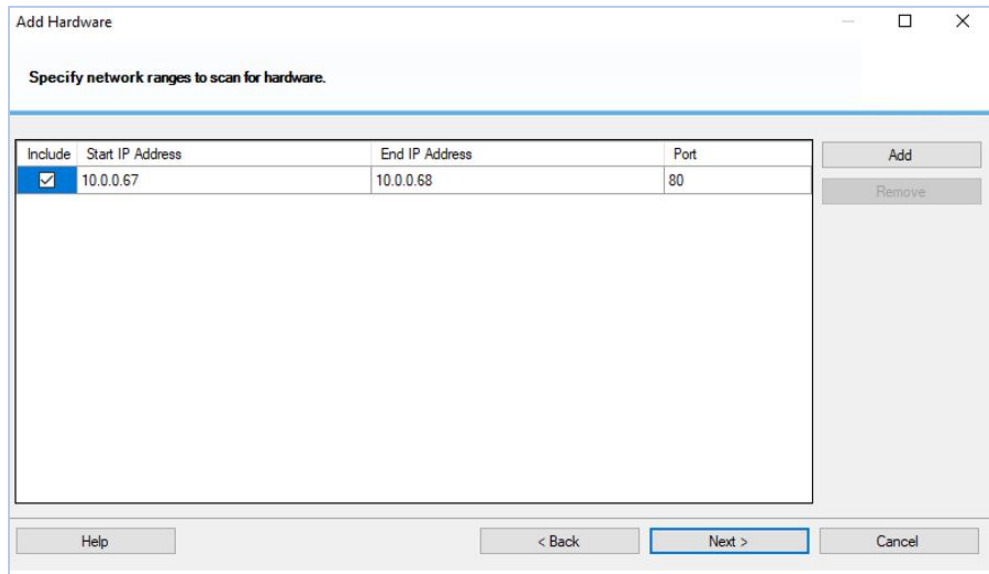 Add Hardware
Specify network ranges to scan for hardware.
Include Start IP Address End IP Address Port
10.0.0.67 10.0.0.68 80
Add
Remove
Help < Back Next > Cancel